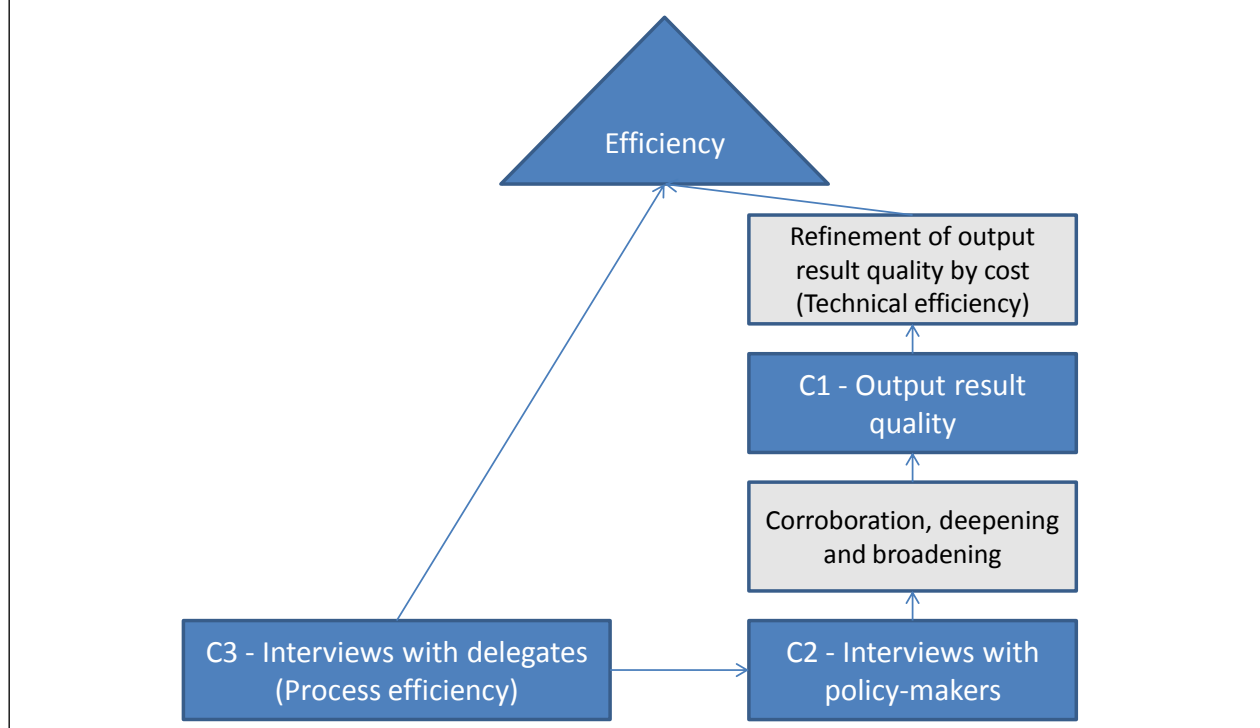 Efficiency
Refinement of output
result quality by cost
(Technical efficiency)
C1 - Output result
quality
Corroboration, deepening
and broadening
C3 - Interviews with delegates
(Process efficiency)
C2 - Interviews with
policy-makers